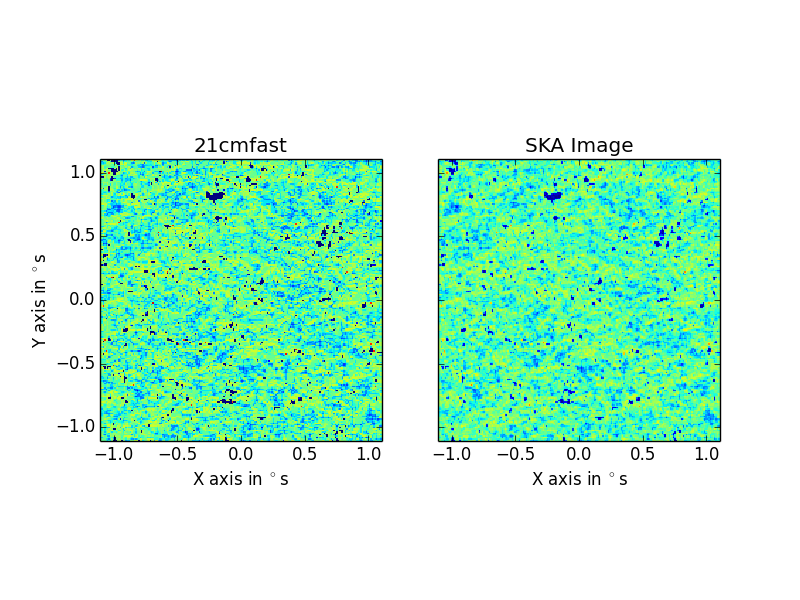 21cmfast
SKA Image
1.0
0.5
0.0
−0.5
−1.0
Y axis in °s
−1.0 −0.5 0.0 0.5 1.0
−1.0 −0.5 0.0 0.5 1.0
X axis in °s
X axis in °s